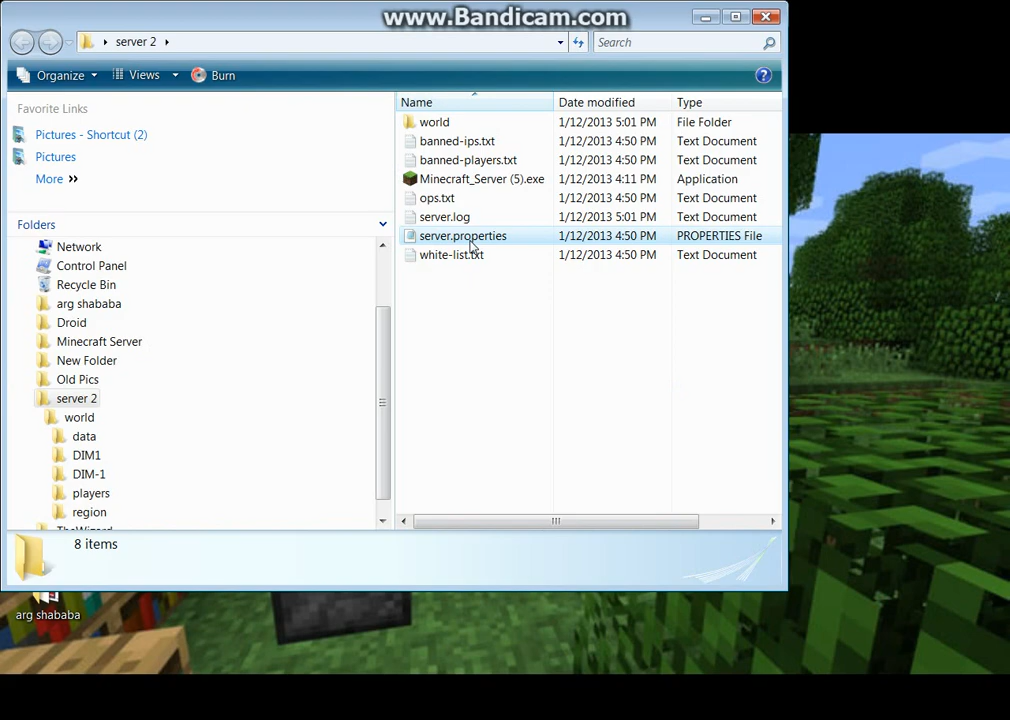 www.Bandicam.com
server 2
Search
Organize Views Burn
Favorite Links
Pictures - Shortcut (2)
Pictures
More
Folders
Network
Control Panel
Recycle Bin
arg shababa
Droid
Minecraft Server
New Folder
Old Pics
server 2
world
data
DIM1
DIM-1
players
region
TheWizard
Name Date modified Type
world 1/12/2013 5:01 PM File Folder
banned-ips.txt 1/12/2013 4:50 PM Text Document
banned-players.txt 1/12/2013 4:50 PM Text Document
Minecraft_Server (5).exe 1/12/2013 4:11 PM Application
ops.txt 1/12/2013 4:50 PM Text Document
server.log 1/12/2013 5:01 PM Text Document
server.properties 1/12/2013 4:50 PM PROPERTIES File
white-list.txt 1/12/2013 4:50 PM Text Document
8 items
arg shababa